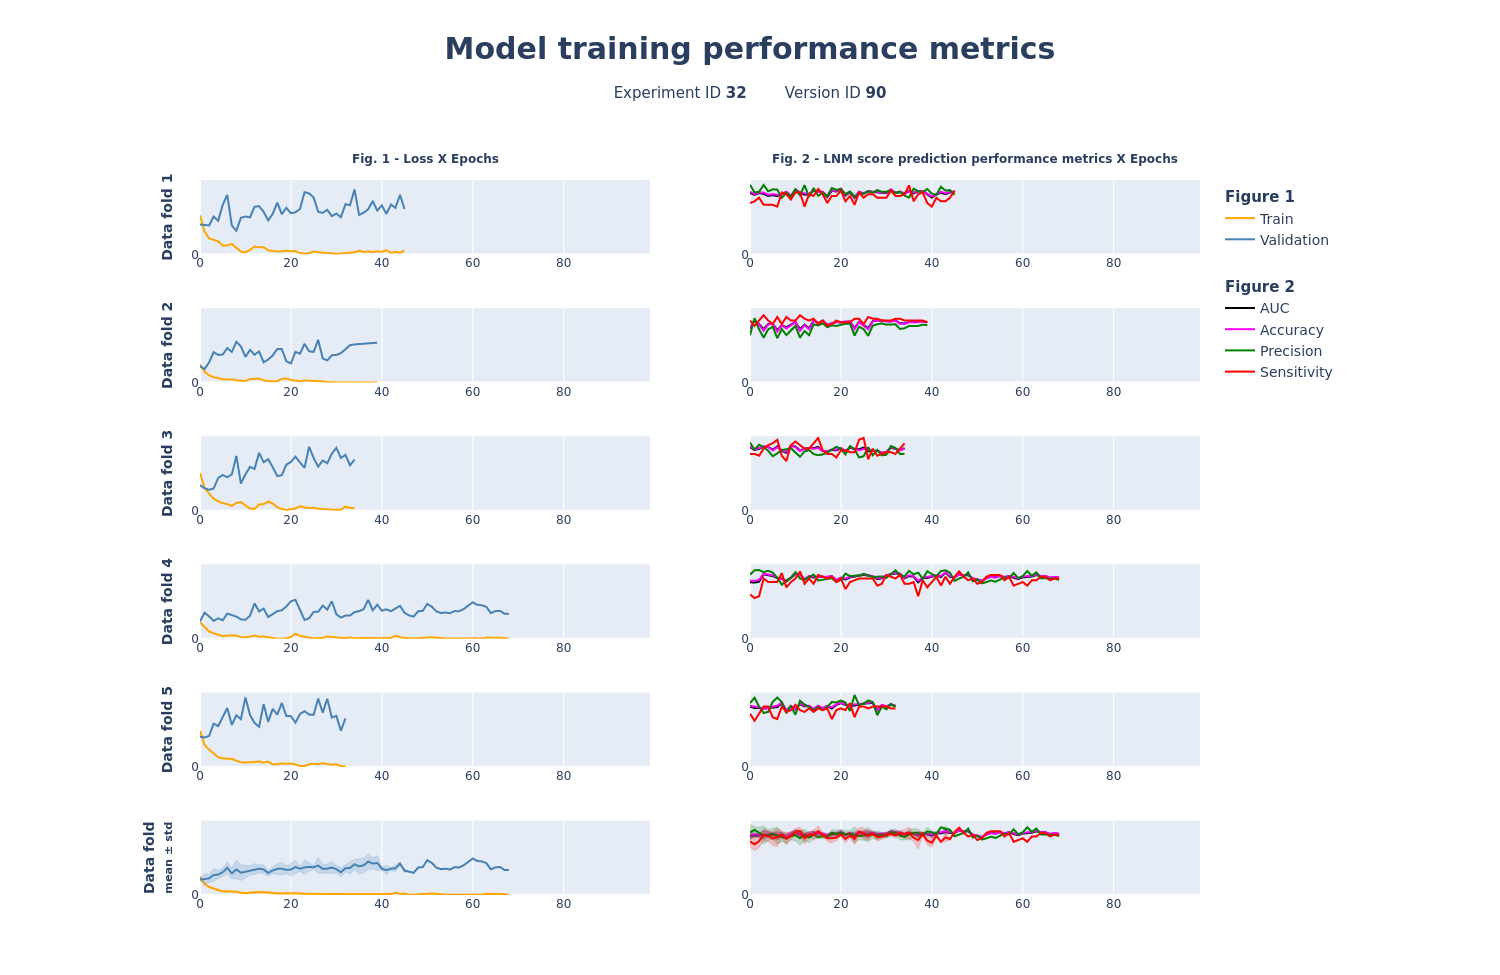 Model training performance metrics
Experiment ID 32 Version ID 90
Fig. 1 - Loss X Epochs
Fig. 2 - LNM score prediction performance metrics X Epochs
Data fold 1
0
0 20 40 60 80
0
0 20 40 60 80
Data fold 2
0
0 20 40 60 80
0
0 20 40 60 80
Data fold 3
0
0 20 40 60 80
0
0 20 40 60 80
Data fold 4
0
0 20 40 60 80
0
0 20 40 60 80
Data fold 5
0
0 20 40 60 80
0
0 20 40 60 80
Data fold
mean ± std
0
0 20 40 60 80
0
0 20 40 60 80
Figure 1
Train
Validation
Figure 2
AUC
Accuracy
Precision
Sensitivity